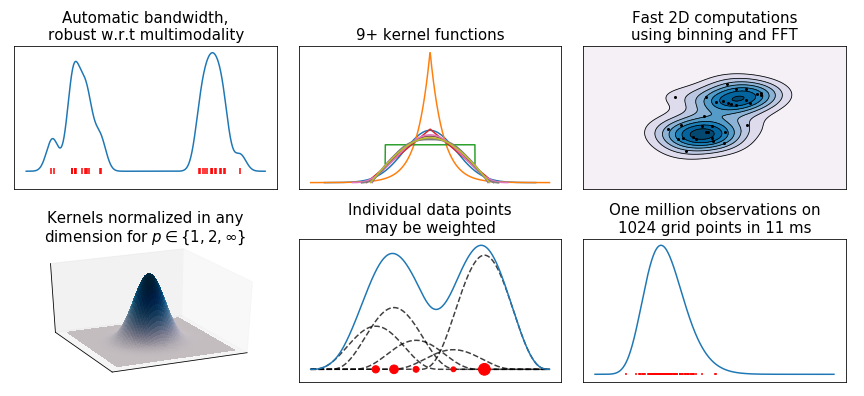 Automatic bandwidth,
robust w.r.t multimodality
9+ kernel functions
Fast 2D computations
using binning and FFT
Kernels normalized in any
dimension for p ∈ {1, 2, ∞}
Individual data points
may be weighted
One million observations on
1024 grid points in 11 ms